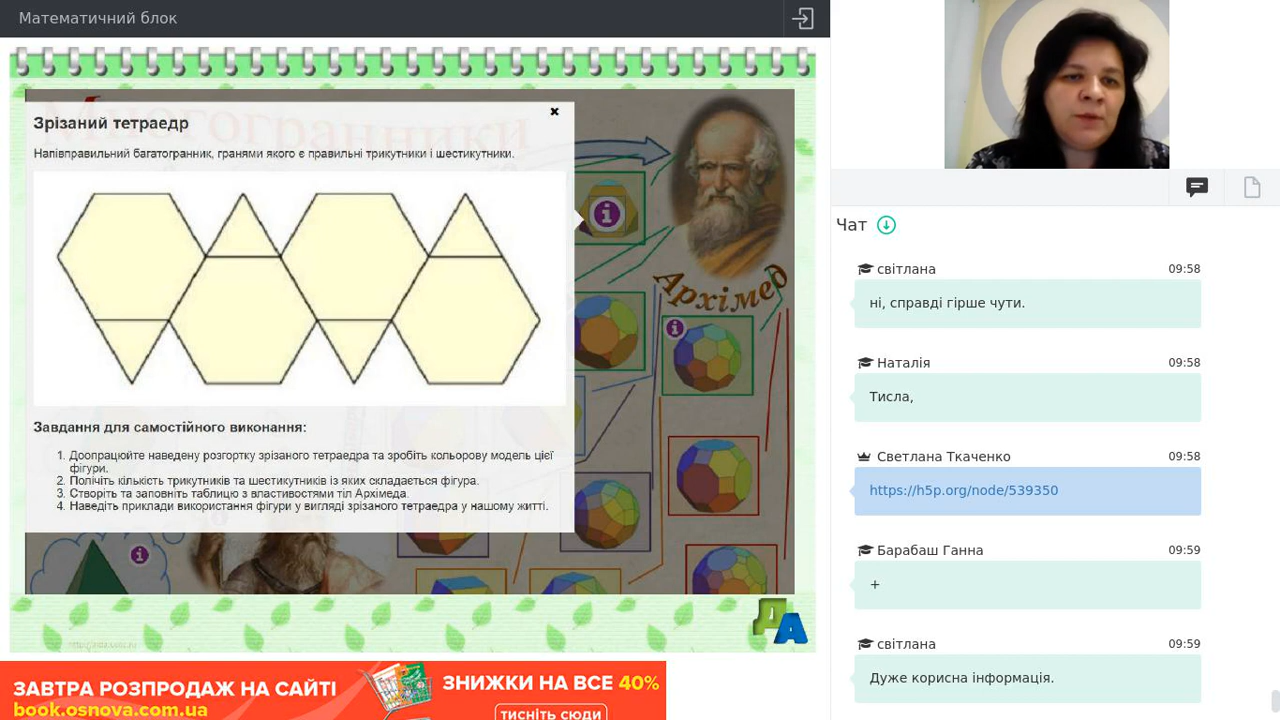 Математичний блок
Многогранники
Зрізаний тетраедр
Напівправильний багатогранник, гранями якого є правильні трикутники і шестикутники.
Завдання для самостійного виконання:
1. Доопрацюйте наведену розгортку зрізаного тетраедра та зробіть кольорову модель цієї
фігури.
2. Полічіть кількість трикутників та шестикутників із яких складається фігура.
3. Створіть та заповніть таблицю з властивостями тіл Архімеда.
4. Наведіть приклади використання фігури у вигляді зрізаного тетраедра у нашому житті.
Архімед
ДА
ЗАВТРА РОЗПРОДАЖ НА САЙТІ
book.osnova.com.ua
ЗНИЖКИ НА ВСЕ 40%
тисніть сюди
Чат
світлана 09:58
ні, справді гірше чути.
Наталія 09:58
Тисла,
Светлана Ткаченко 09:58
https://h5p.org/node/539350
Барабаш Ганна 09:59
+
світлана 09:59
Дуже корисна інформація.